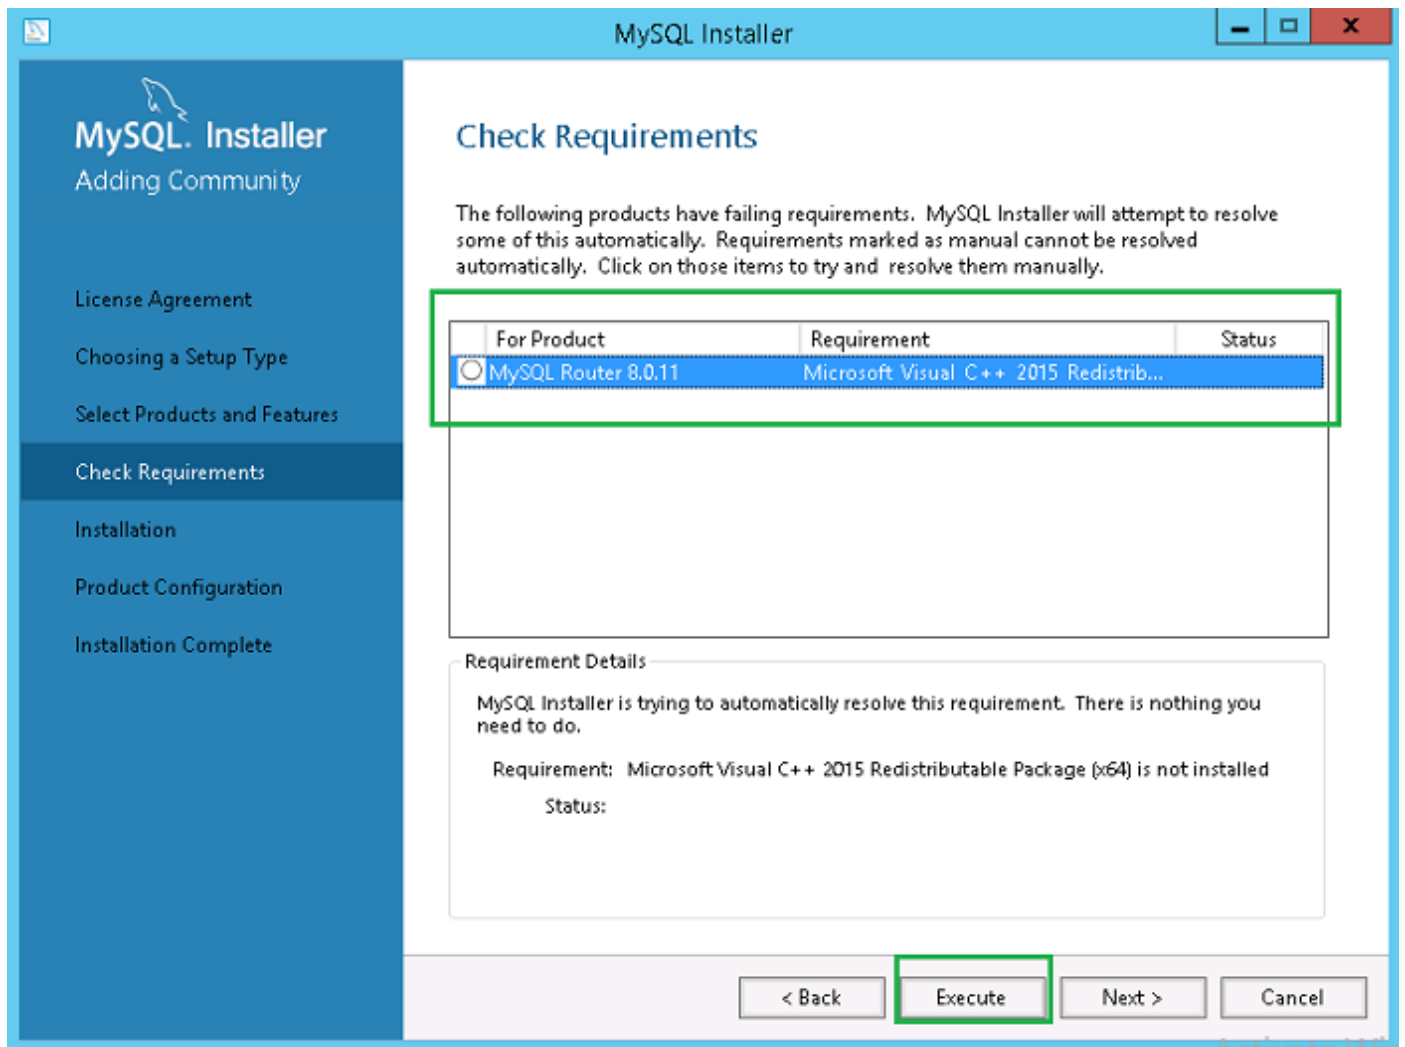 MySQL Installer
MySQL. Installer
Adding Community
License Agreement
Choosing a Setup Type
Select Products and Features
Check Requirements
Installation
Product Configuration
Installation Complete
Check Requirements
The following products have failing requirements. MySQL Installer will attempt to resolve
some of this automatically. Requirements marked as manual cannot be resolved
automatically. Click on those items to try and resolve them manually.
For Product Requirement Status
MySQL Router 8.0.11 Microsoft Visual C++ 2015 Redistrib...
Requirement Details
MySQL Installer is trying to automatically resolve this requirement. There is nothing you
need to do.
Requirement: Microsoft Visual C++ 2015 Redistributable Package (x64) is not installed
Status:
< Back Execute Next > Cancel